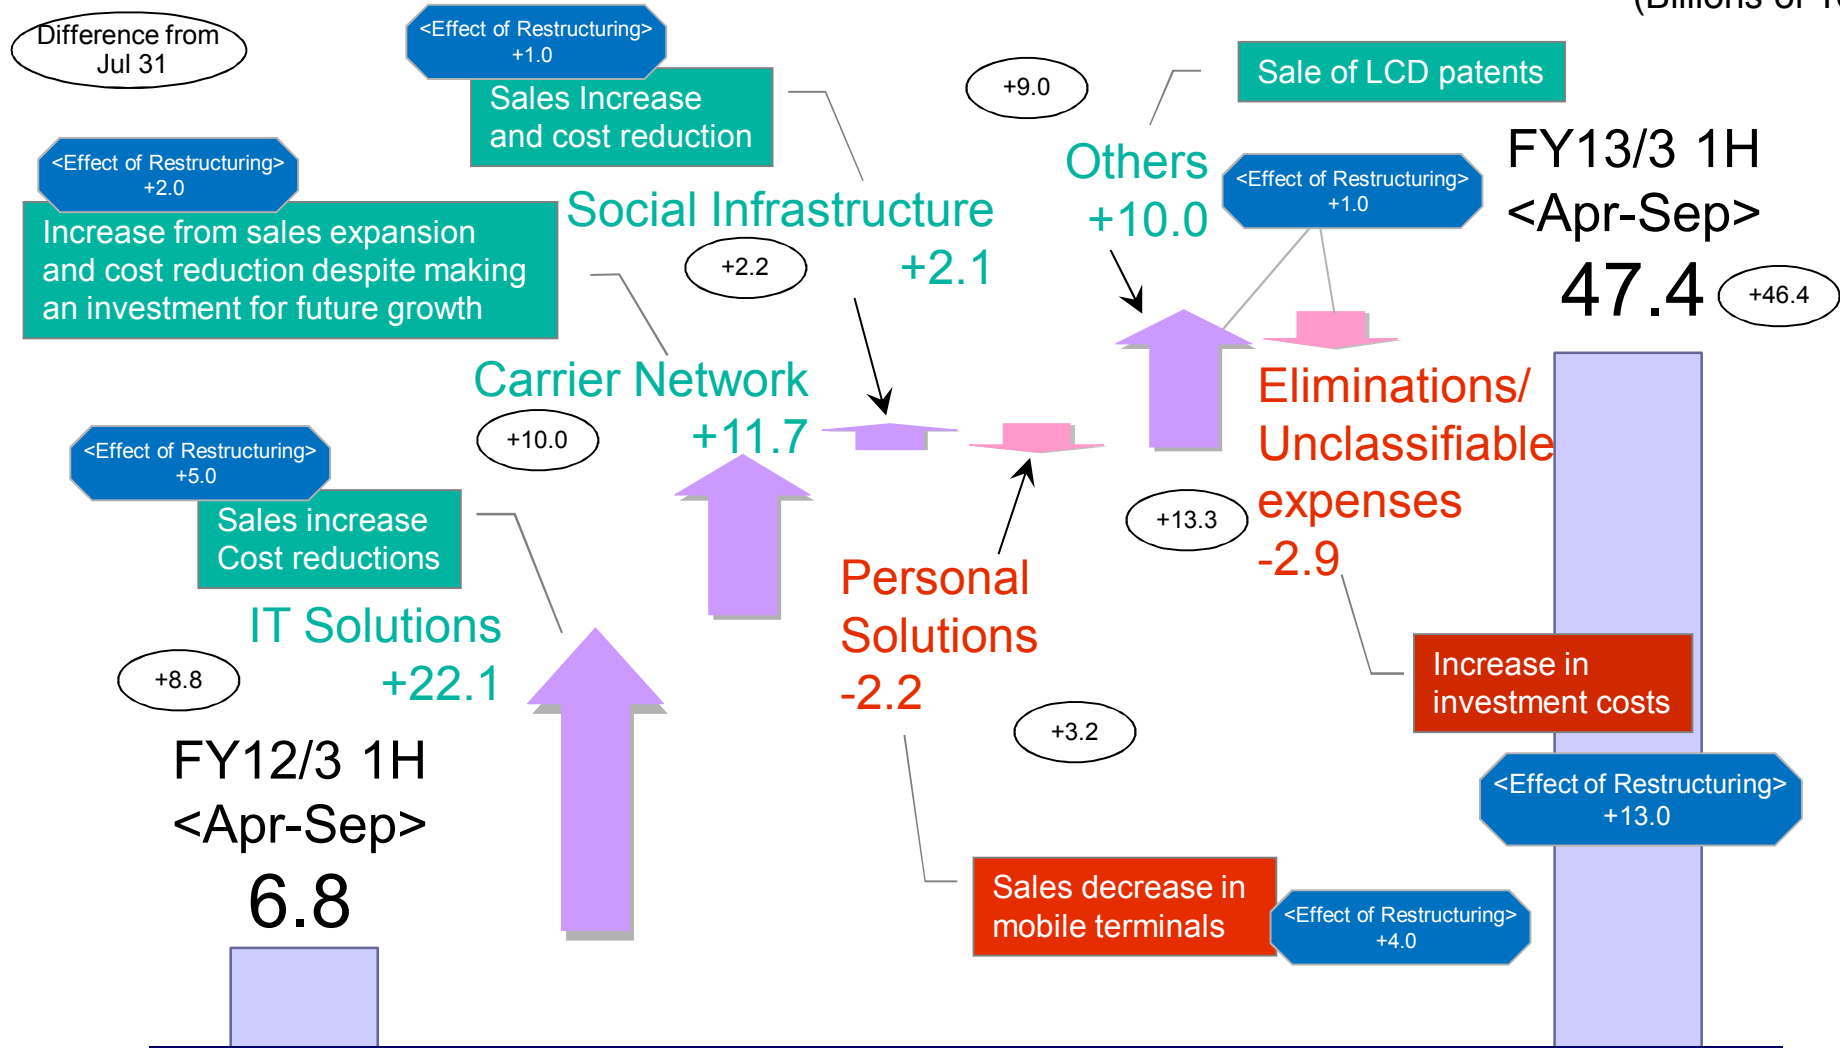 (Billions of
Difference from
Jul 31
<Effect of Restructuring>
+1.0
Sales Increase
and cost reduction
+9.0
Sale of LCD patents
<Effect of Restructuring>
+2.0
Increase from sales expansion
and cost reduction despite making
an investment for future growth
Social Infrastructure
+2.1
+2.2
Others
+10.0
<Effect of Restructuring>
+1.0
FY13/3 1H
<Apr-Sep>
47.4
+46.4
Carrier Network
+11.7
+10.0
Eliminations/
Unclassifiable
expenses
-2.9
+13.3
<Effect of Restructuring>
+5.0
Sales increase
Cost reductions
IT Solutions
+22.1
+8.8
Personal
Solutions
-2.2
+3.2
Increase in
investment costs
FY12/3 1H
<Apr-Sep>
6.8
<Effect of Restructuring>
+13.0
Sales decrease in
mobile terminals
<Effect of Restructuring>
+4.0